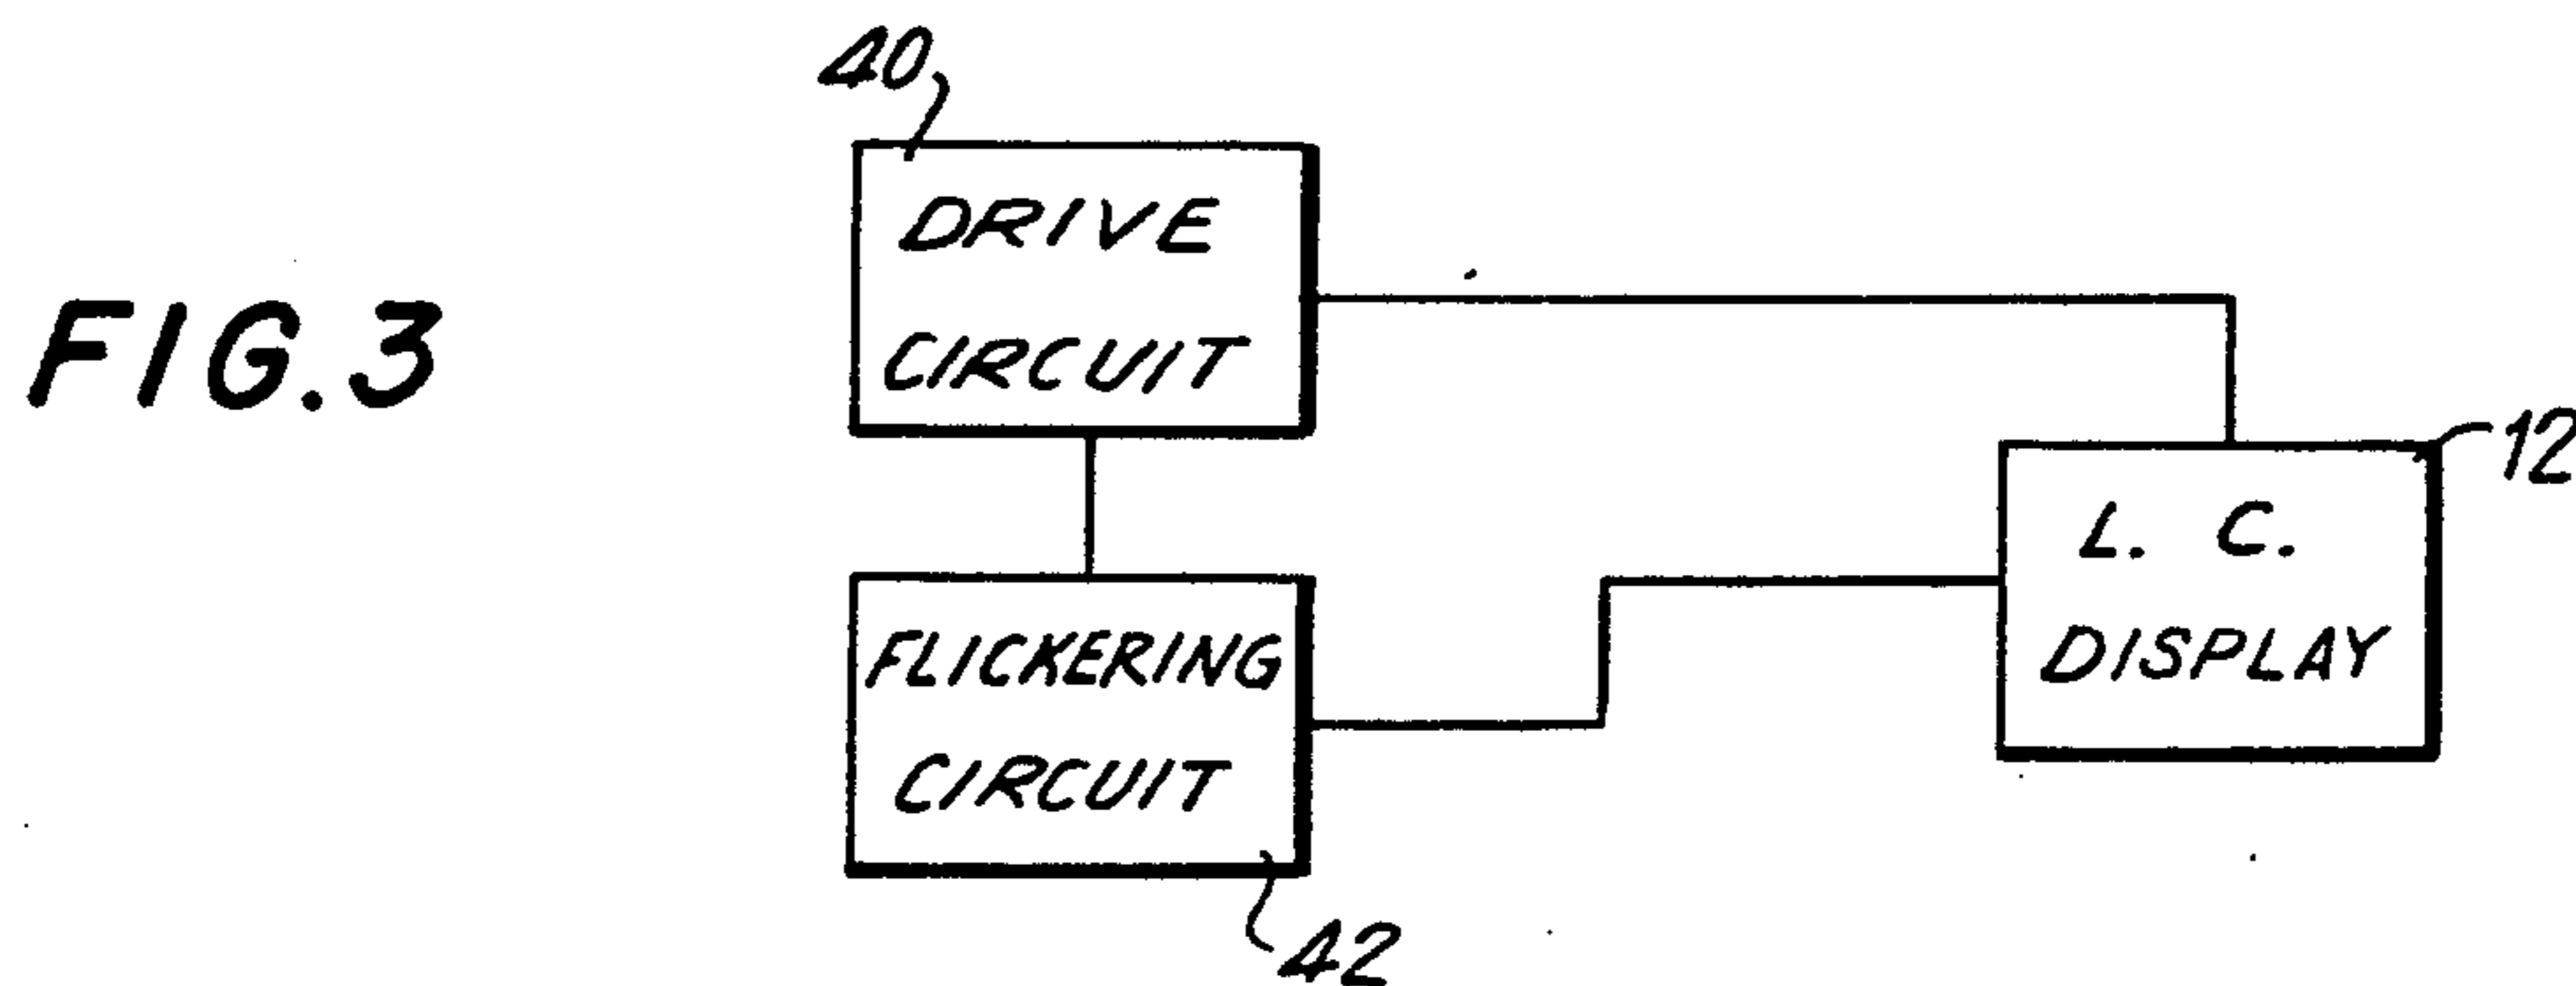 40
DRIVE
CIRCUIT
FIG.3
12
L. C.
DISPLAY
FLICKERING
CIRCUIT
42